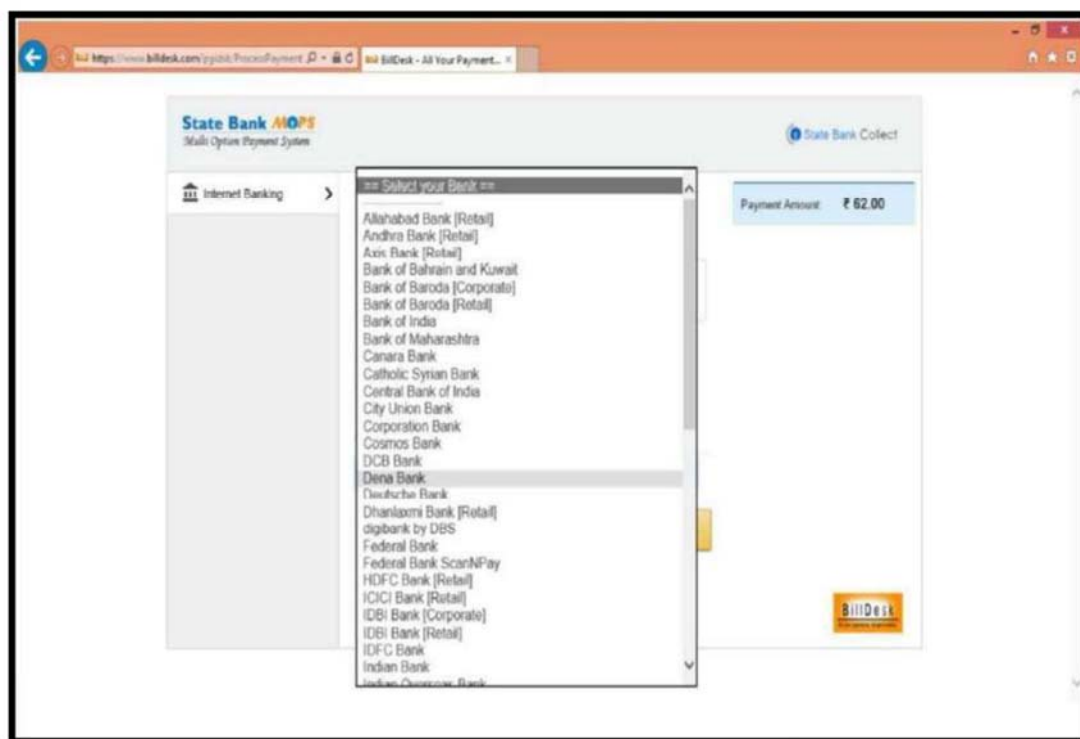 https://www.billdesk.com/pgidsk/ProcessPayment
BillDesk - All Your Payment...
State Bank MOPS
Multi Option Payment System
State Bank Collect
Internet Banking
Payment Amount: ₹ 62.00
== Select your Bank ==
Allahabad Bank [Retail]
Andhra Bank [Retail]
Axis Bank [Retail]
Bank of Bahrain and Kuwait
Bank of Baroda [Corporate]
Bank of Baroda [Retail]
Bank of India
Bank of Maharashtra
Canara Bank
Catholic Syrian Bank
Central Bank of India
City Union Bank
Corporation Bank
Cosmos Bank
DCB Bank
Dena Bank
Deutsche Bank
Dhanlaxmi Bank [Retail]
digibank by DBS
Federal Bank
Federal Bank ScanNPay
HDFC Bank [Retail]
ICICI Bank [Retail]
IDBI Bank [Corporate]
IDBI Bank [Retail]
IDFC Bank
Indian Bank
Indian Overseas Bank
BillDesk